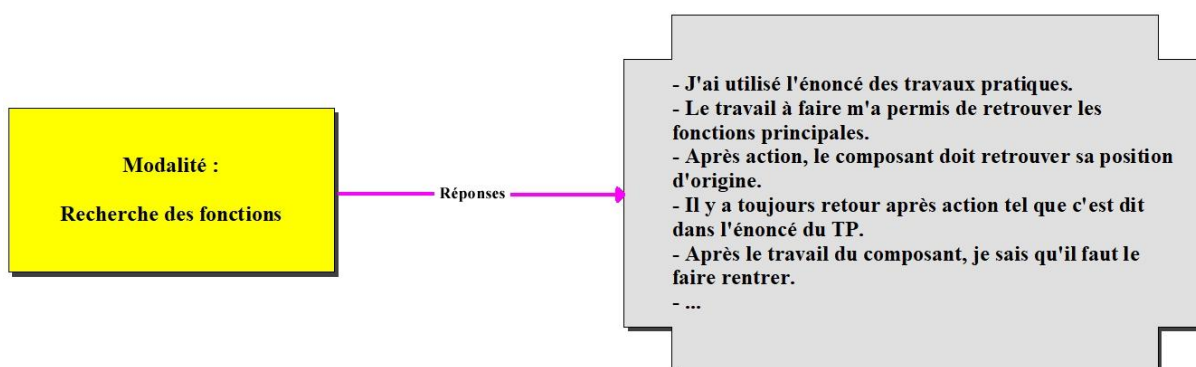 Modalité :
Recherche des fonctions
Réponses
- J'ai utilisé l'énoncé des travaux pratiques.
- Le travail à faire m'a permis de retrouver les
fonctions principales.
- Après action, le composant doit retrouver sa position
d'origine.
- Il y a toujours retour après action tel que c'est dit
dans l'énoncé du TP.
- Après le travail du composant, je sais qu'il faut le
faire rentrer.
- ...